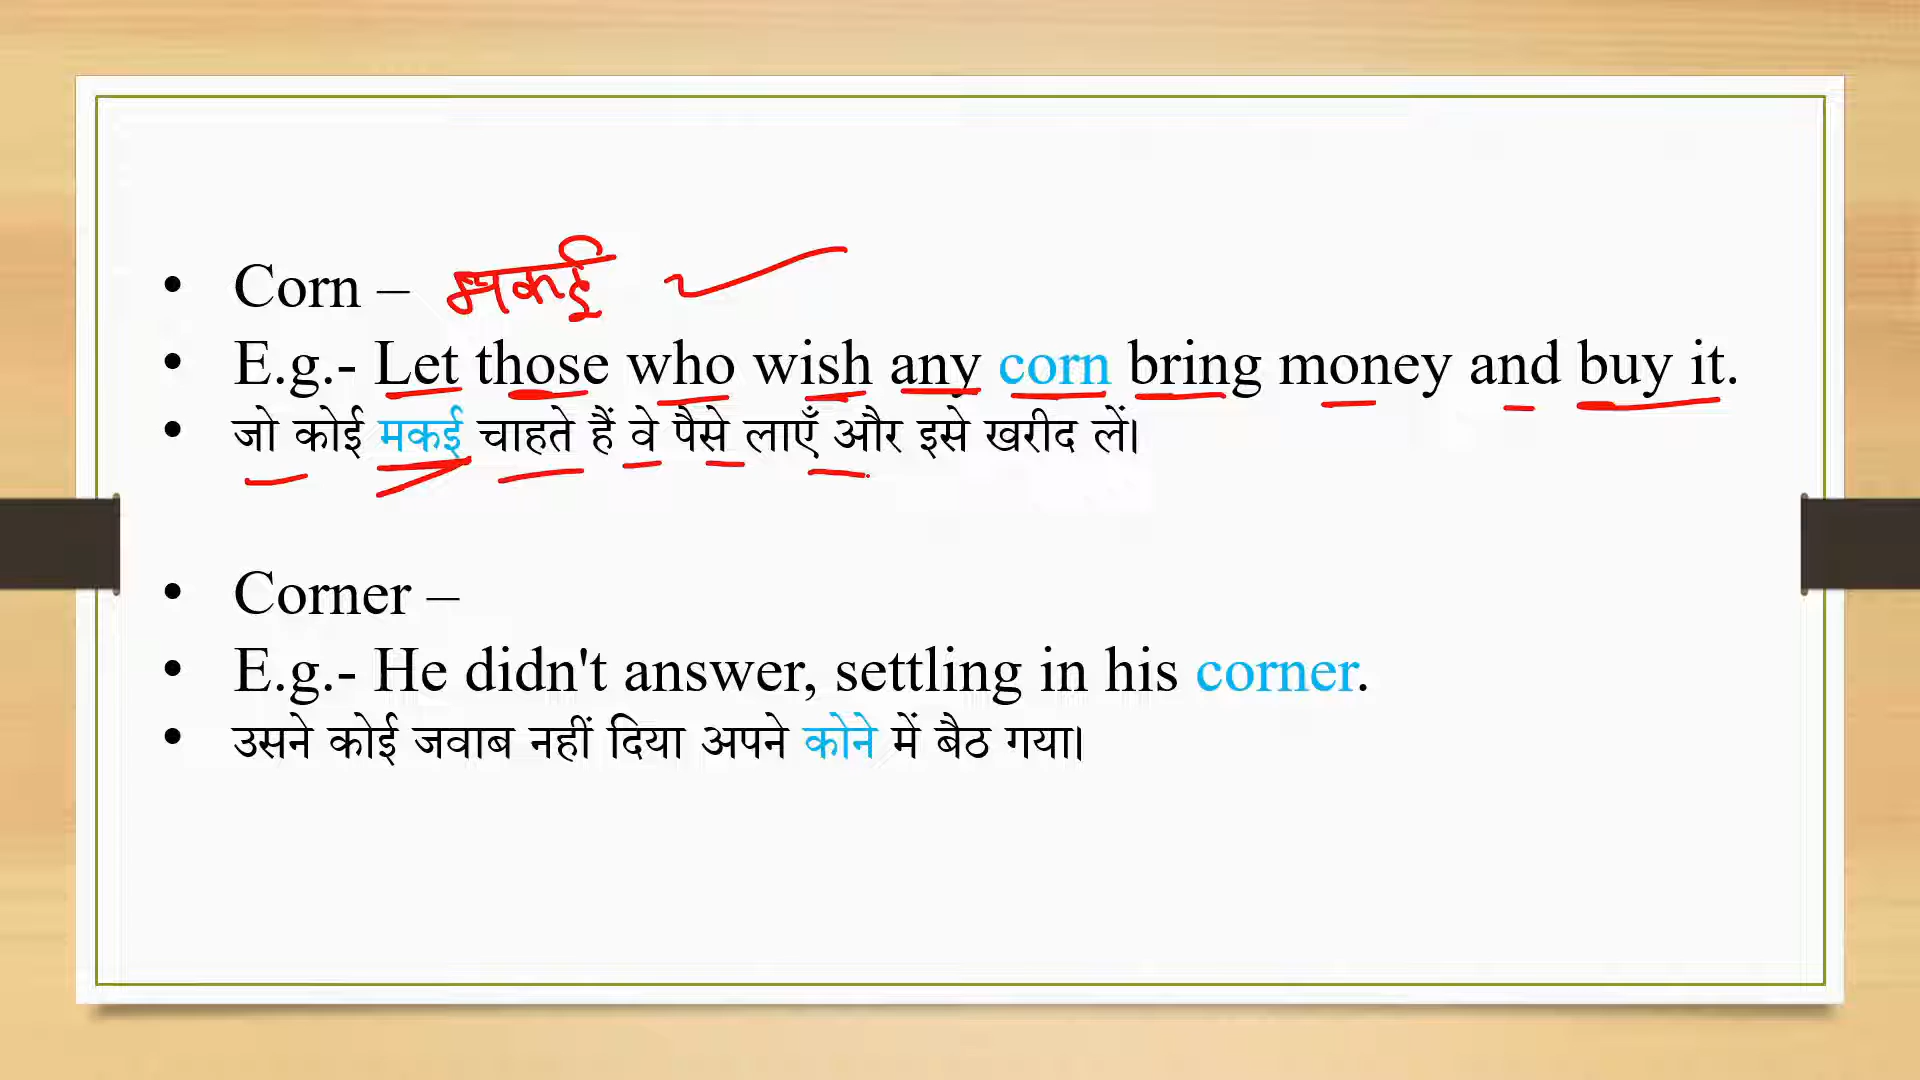 • Corn – मकई
• E.g.- Let those who wish any corn bring money and buy it.
• जो कोई मकई चाहते हैं वे पैसे लाएँ और इसे खरीद लें।
• Corner –
• E.g.- He didn't answer, settling in his corner.
• उसने कोई जवाब नहीं दिया अपने कोने में बैठ गया।